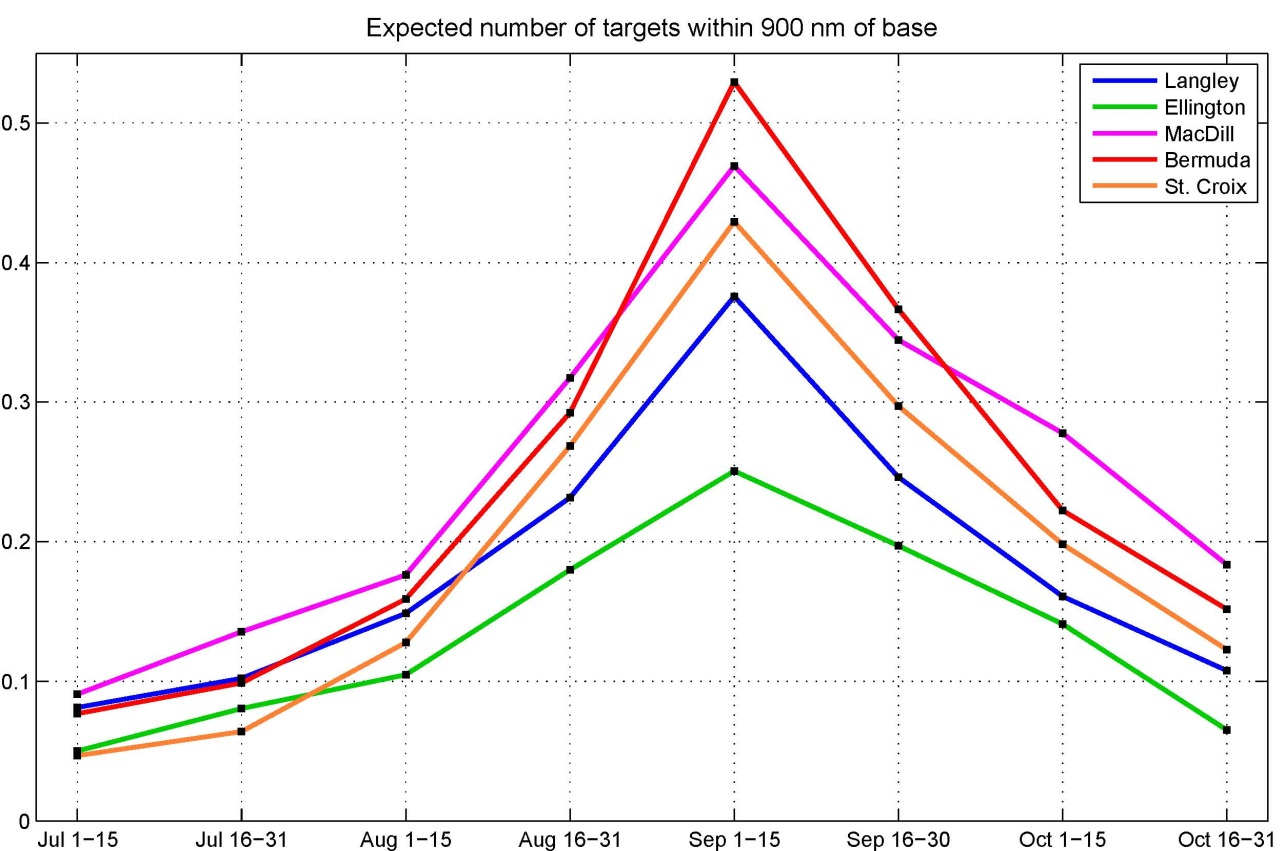 Expected number of targets within 900 nm of base
Langley
Ellington
MacDill
Bermuda
St. Croix
0.5
0.4
0.3
0.2
0.1
0
Jul 1−15 Jul 16−31 Aug 1−15 Aug 16−31 Sep 1−15 Sep 16−30 Oct 1−15 Oct 16−31